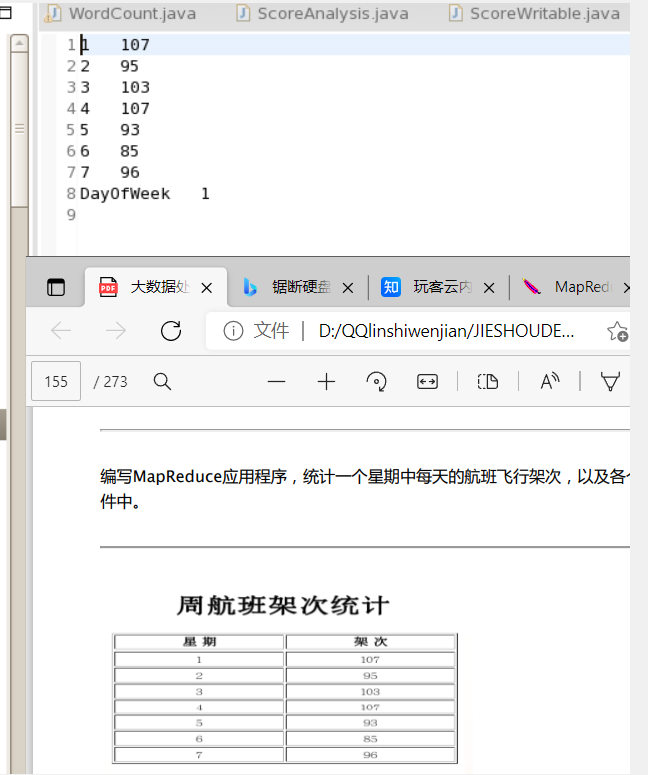 WordCount.java ScoreAnalysis.java ScoreWritable.java
1 1 107
2 2 95
3 3 103
4 4 107
5 5 93
6 6 85
7 7 96
8 DayOfWeek 1
9
大数据处 锯断硬盘 玩客云内 MapRed
文件 D:/QQlinshiwenjian/JIESHOUDE...
155 / 273
编写MapReduce应用程序，统计一个星期中每天的航班飞行架次，以及各
件中。
周航班架次统计
星 期 架 次
1 107
2 95
3 103
4 107
5 93
6 85
7 96